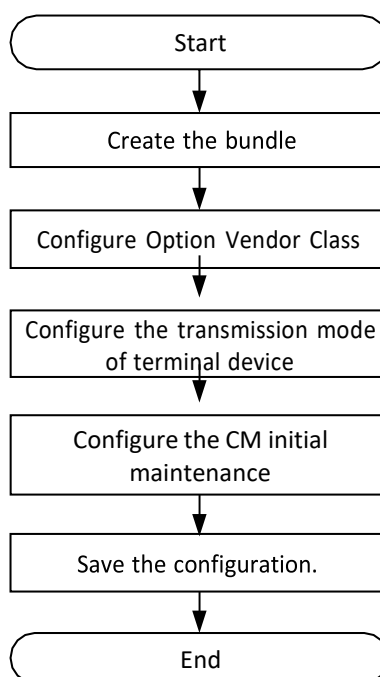 Start
Create the bundle
Configure Option Vendor Class
Configure the transmission mode
of terminal device
Configure the CM initial
maintenance
Save the configuration.
End